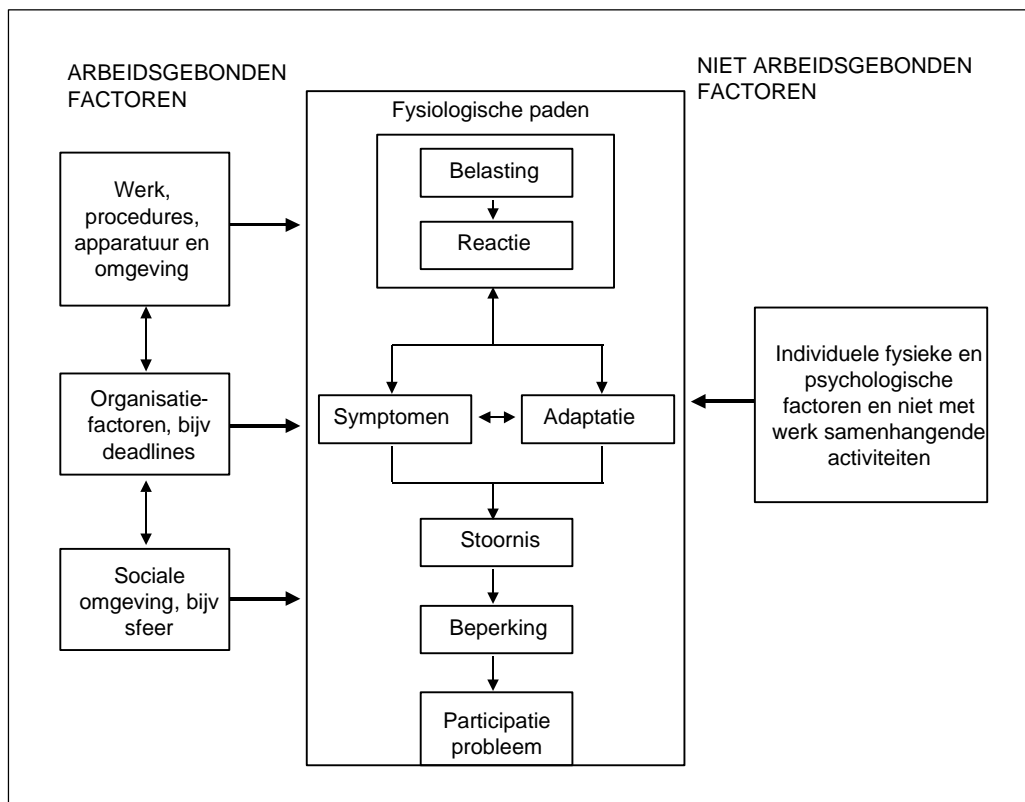 ARBEIDSGEBONDEN
FACTOREN
Werk,
procedures,
apparatuur en
omgeving
Organisatie-
factoren, bijv
deadlines
Sociale
omgeving, bijv
sfeer
Fysiologische paden
Belasting
Reactie
Symptomen
Adaptatie
Stoornis
Beperking
Participatie
probleem
NIET ARBEIDSGEBONDEN
FACTOREN
Individuele fysieke en
psychologische
factoren en niet met
werk samenhangende
activiteiten